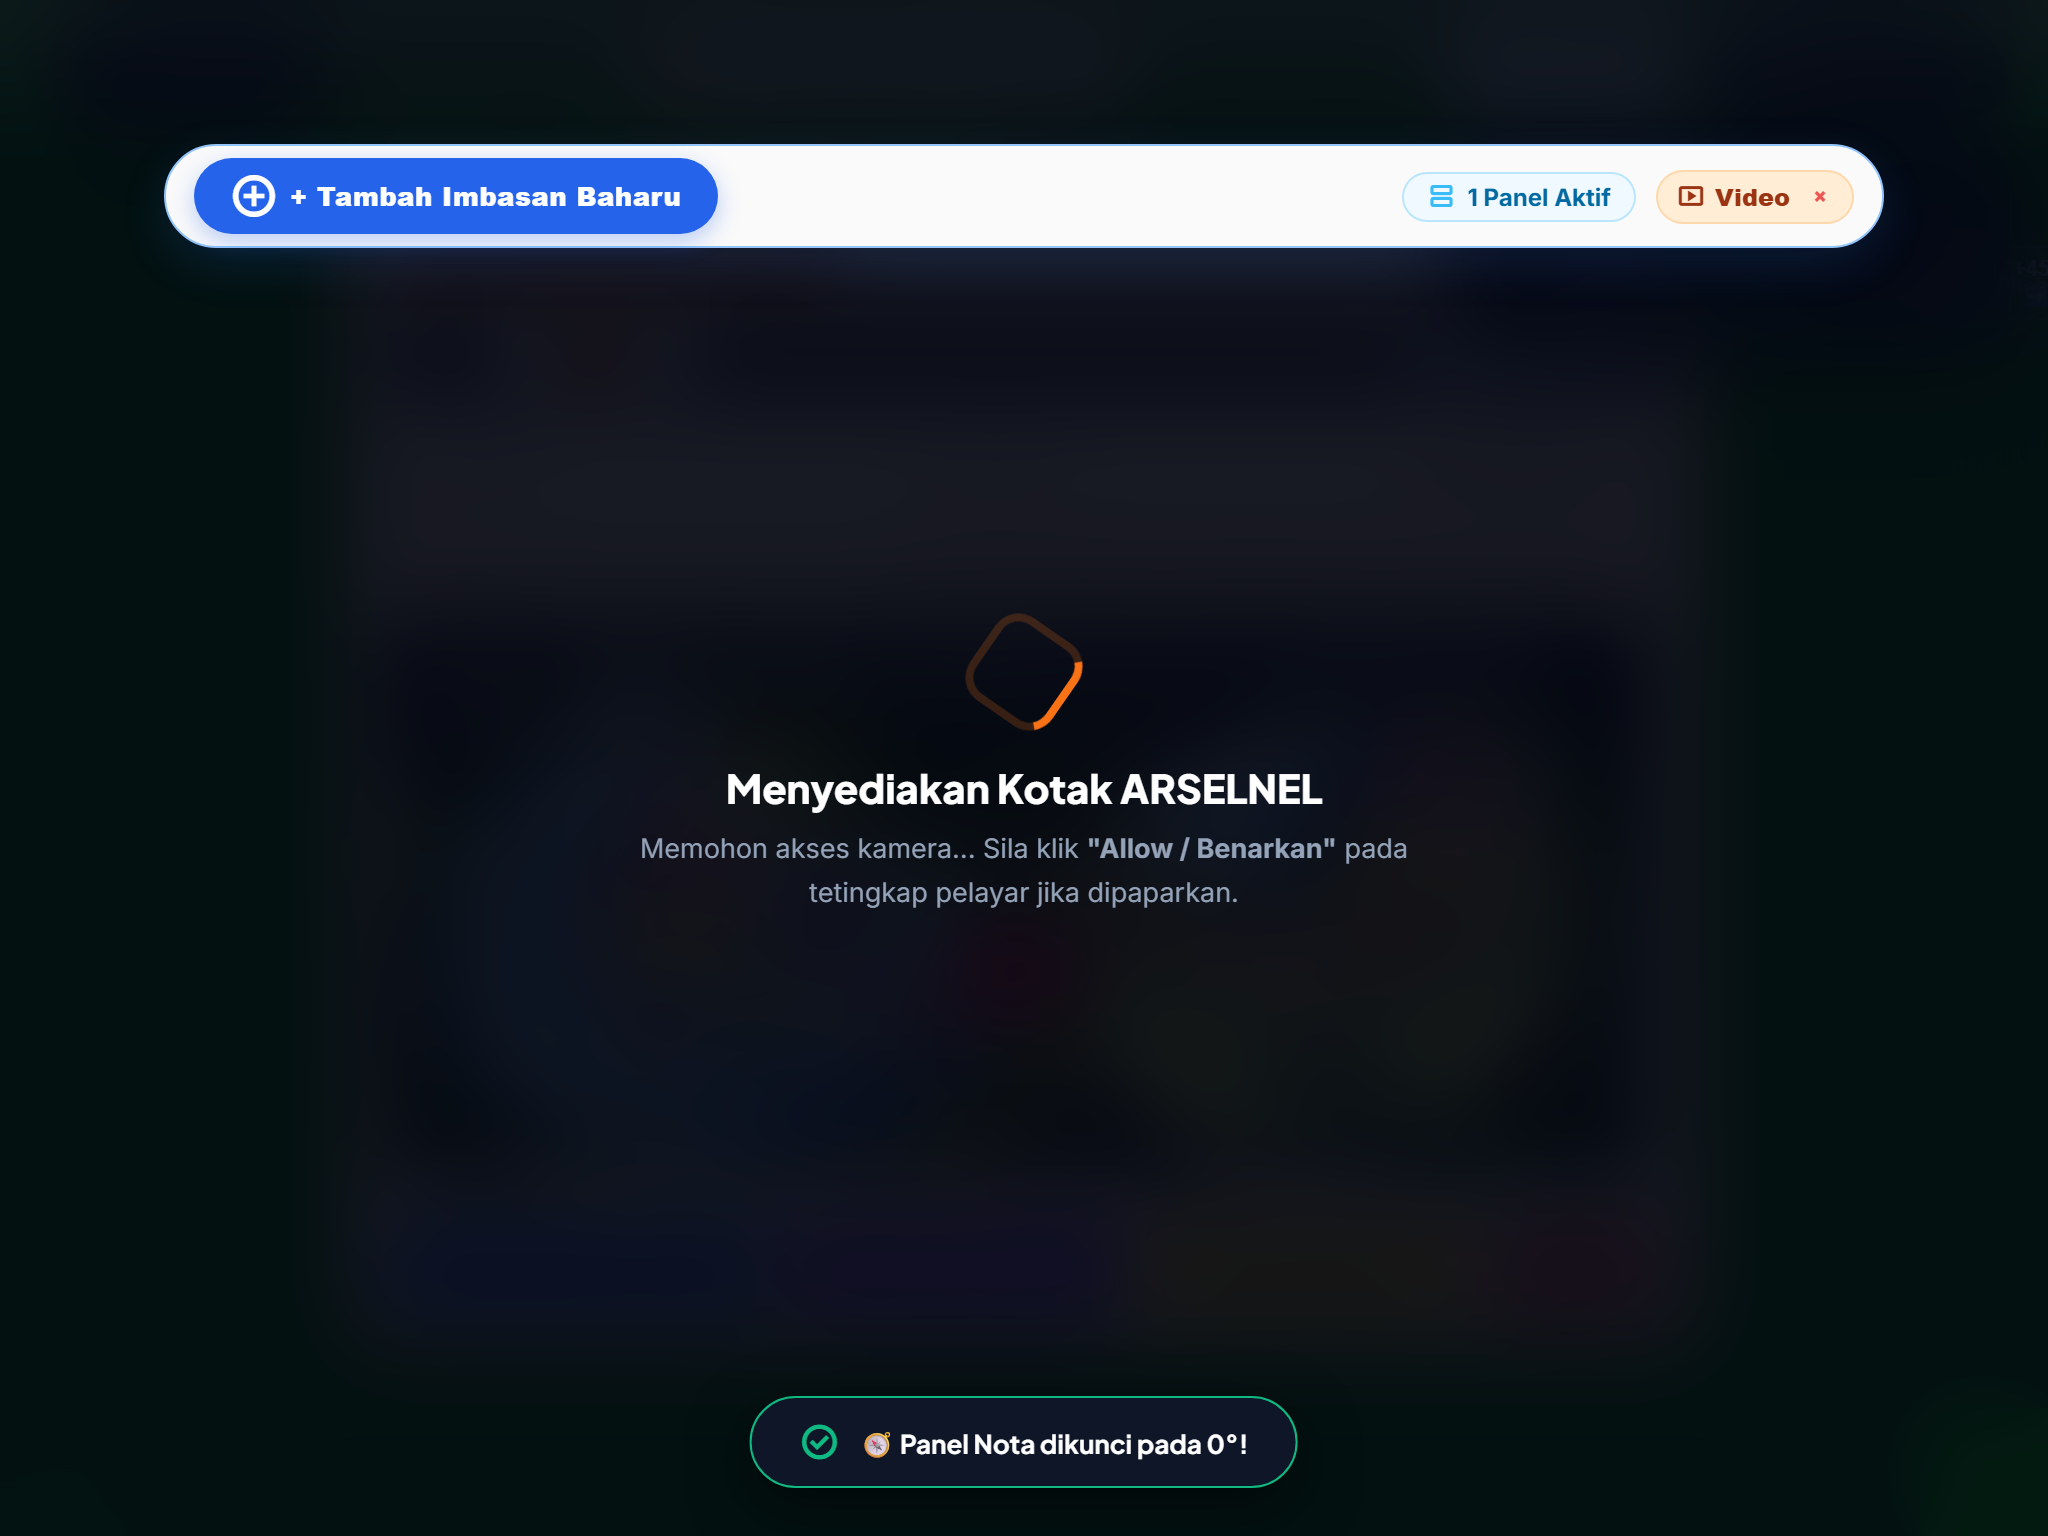 + Tambah Imbasan Baharu
1 Panel Aktif
Video ×
Menyediakan Kotak ARSELNEL
Memohon akses kamera... Sila klik "Allow / Benarkan" pada
tetingkap pelayar jika dipaparkan.
🧭 Panel Nota dikunci pada 0°!